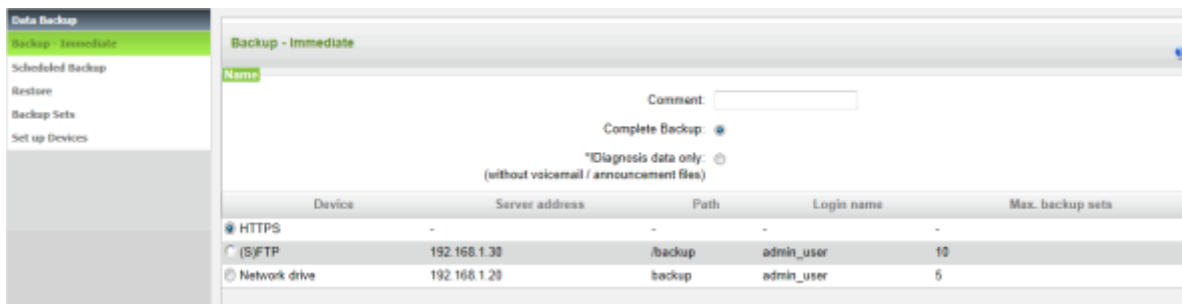 Data Backup
Backup - Immediate
Scheduled Backup
Restore
Backup Sets
Set up Devices
Backup - Immediate
Name
Comment:
Complete Backup:
*!Diagnosis data only:
(without voicemail / announcement files)
Device Server address Path Login name Max. backup sets
HTTPS - - - -
(S)FTP 192.168.1.30 /backup admin_user 10
Network drive 192.168.1.20 backup admin_user 5